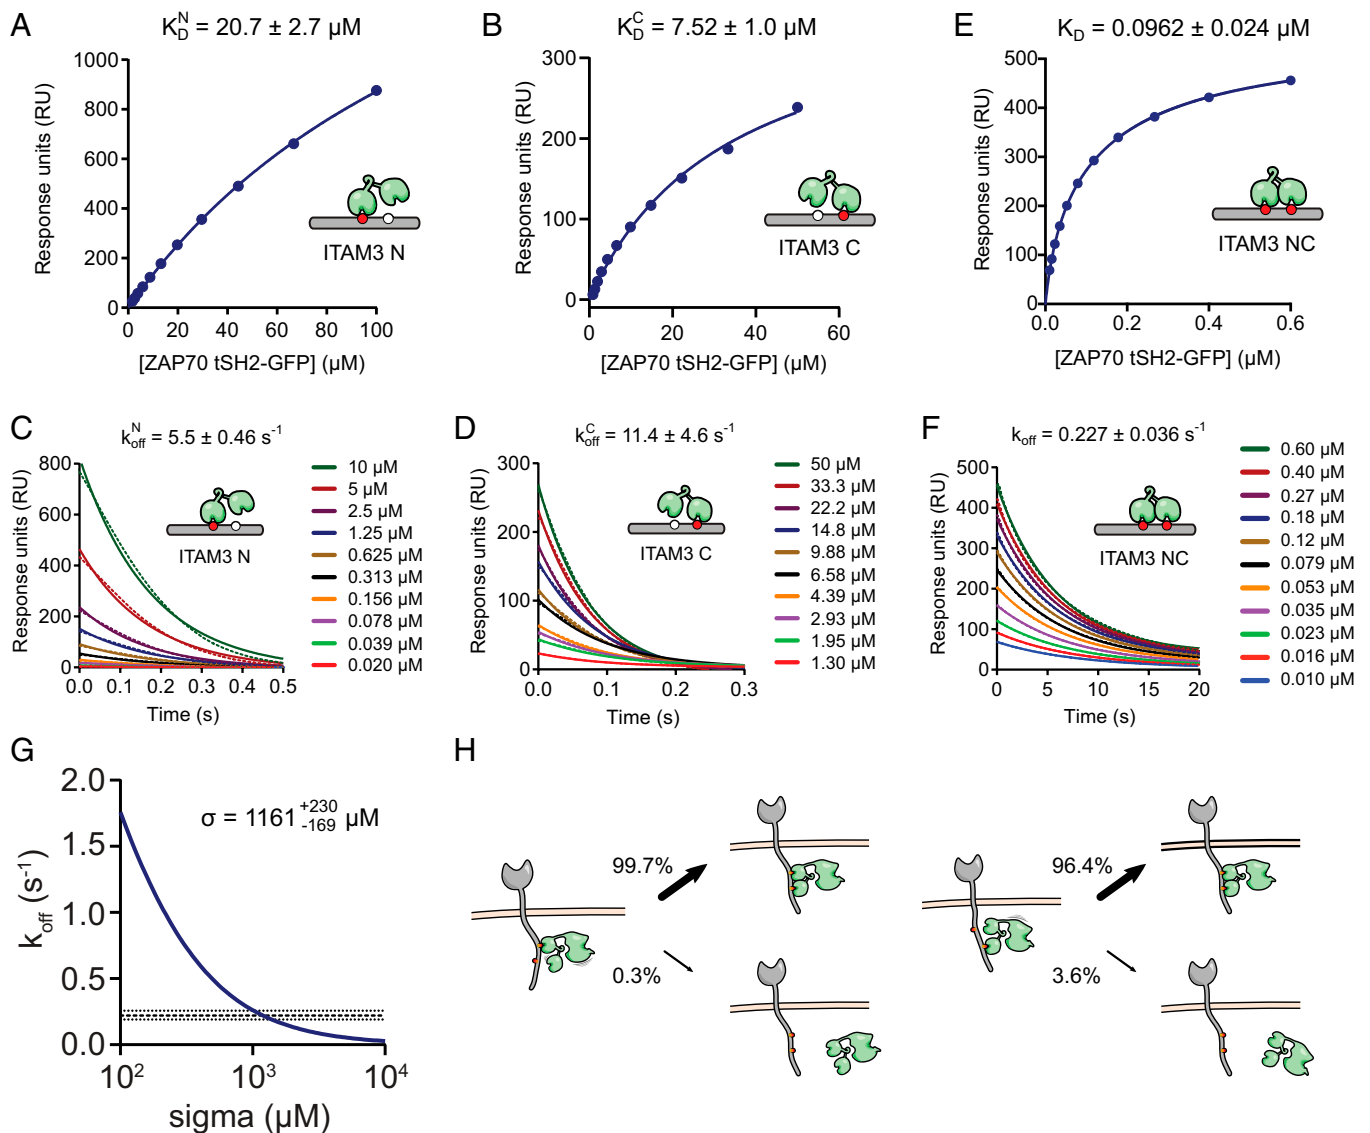 A
K_D^N = 20.7 ± 2.7 µM
Response units (RU)
1000
800
600
400
200
0
0 20 40 60 80 100
[ZAP70 tSH2-GFP] (µM)
ITAM3 N
B
K_D^C = 7.52 ± 1.0 µM
Response units (RU)
300
200
100
0
0 20 40 60
[ZAP70 tSH2-GFP] (µM)
ITAM3 C
E
K_D = 0.0962 ± 0.024 µM
Response units (RU)
500
400
300
200
100
0
0.0 0.2 0.4 0.6
[ZAP70 tSH2-GFP] (µM)
ITAM3 NC
C
k_off^N = 5.5 ± 0.46 s⁻¹
Response units (RU)
800
600
400
200
0
0.0 0.1 0.2 0.3 0.4 0.5
Time (s)
ITAM3 N
10 µM
5 µM
2.5 µM
1.25 µM
0.625 µM
0.313 µM
0.156 µM
0.078 µM
0.039 µM
0.020 µM
D
k_off^C = 11.4 ± 4.6 s⁻¹
Response units (RU)
300
200
100
0
0.0 0.1 0.2 0.3
Time (s)
ITAM3 C
50 µM
33.3 µM
22.2 µM
14.8 µM
9.88 µM
6.58 µM
4.39 µM
2.93 µM
1.95 µM
1.30 µM
F
k_off = 0.227 ± 0.036 s⁻¹
Response units (RU)
500
400
300
200
100
0
0 5 10 15 20
Time (s)
ITAM3 NC
0.60 µM
0.40 µM
0.27 µM
0.18 µM
0.12 µM
0.079 µM
0.053 µM
0.035 µM
0.023 µM
0.016 µM
0.010 µM
G
k_off (s⁻¹)
2.0
1.5
1.0
0.5
0.0
10² 10³ 10⁴
sigma (µM)
σ = 1161 +230 -169 µM
H
99.7%
0.3%
96.4%
3.6%